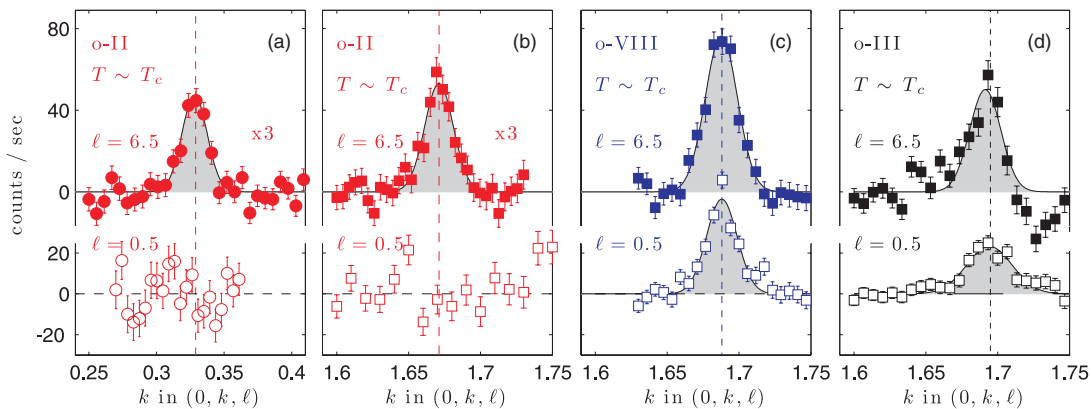 80
60
40
20
0
20
0
-20
counts / sec
o-II
(a)
T ∼ T_c
ℓ = 6.5
x3
ℓ = 0.5
o-II
(b)
T ∼ T_c
ℓ = 6.5
x3
ℓ = 0.5
o-VIII
(c)
T ∼ T_c
ℓ = 6.5
ℓ = 0.5
o-III
(d)
T ∼ T_c
ℓ = 6.5
ℓ = 0.5
0.25 0.3 0.35 0.4
1.6 1.65 1.7 1.75
1.6 1.65 1.7 1.75
1.6 1.65 1.7 1.75
k in (0, k, ℓ)
k in (0, k, ℓ)
k in (0, k, ℓ)
k in (0, k, ℓ)